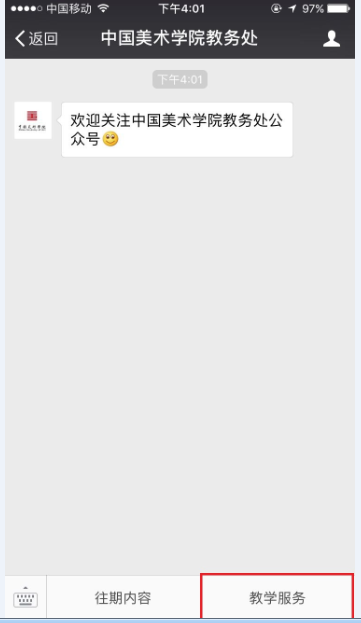 中国移动 下午4:01 97%
返回 中国美术学院教务处
下午4:01
欢迎关注中国美术学院教务处公
众号
往期内容 教学服务